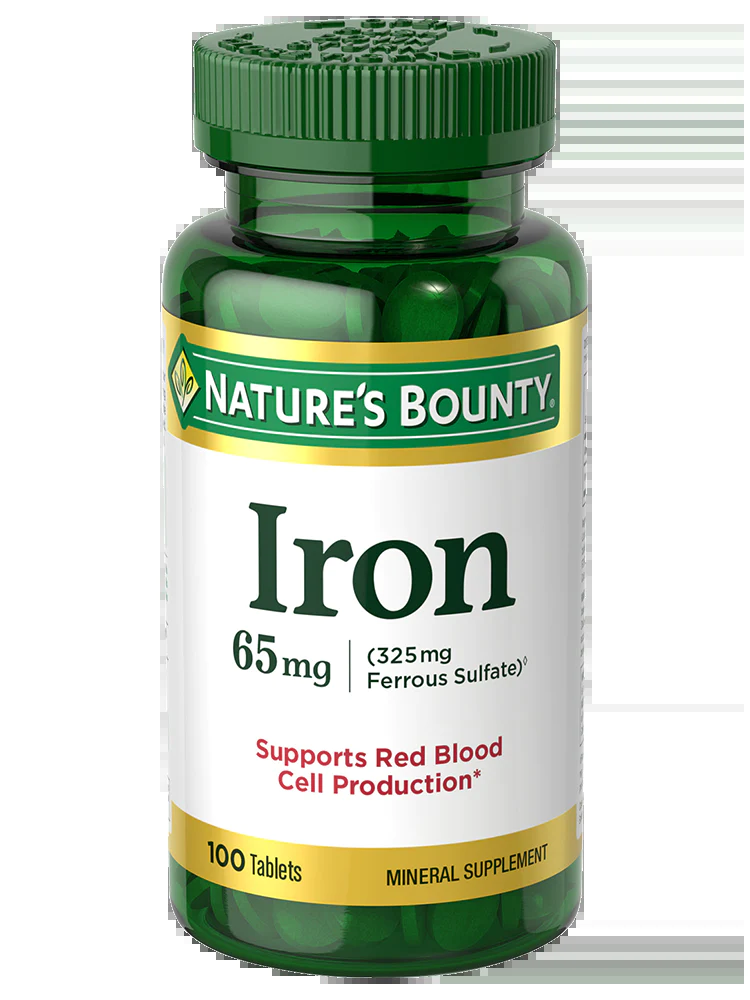 NATURE'S BOUNTY®
Iron
65mg
(325mg
Ferrous Sulfate)◊
Supports Red Blood
Cell Production*
100 Tablets
MINERAL SUPPLEMENT